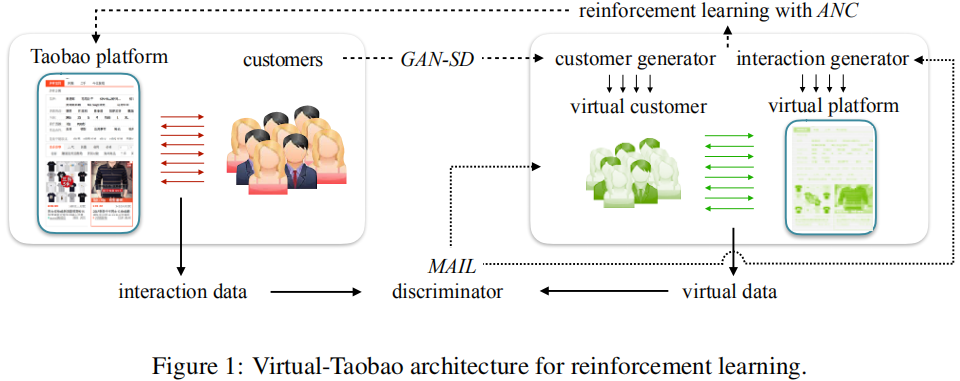 reinforcement learning with ANC
Taobao platform
customers
GAN-SD
customer generator
interaction generator
virtual customer
virtual platform
MAIL
interaction data
discriminator
virtual data
Figure 1: Virtual-Taobao architecture for reinforcement learning.